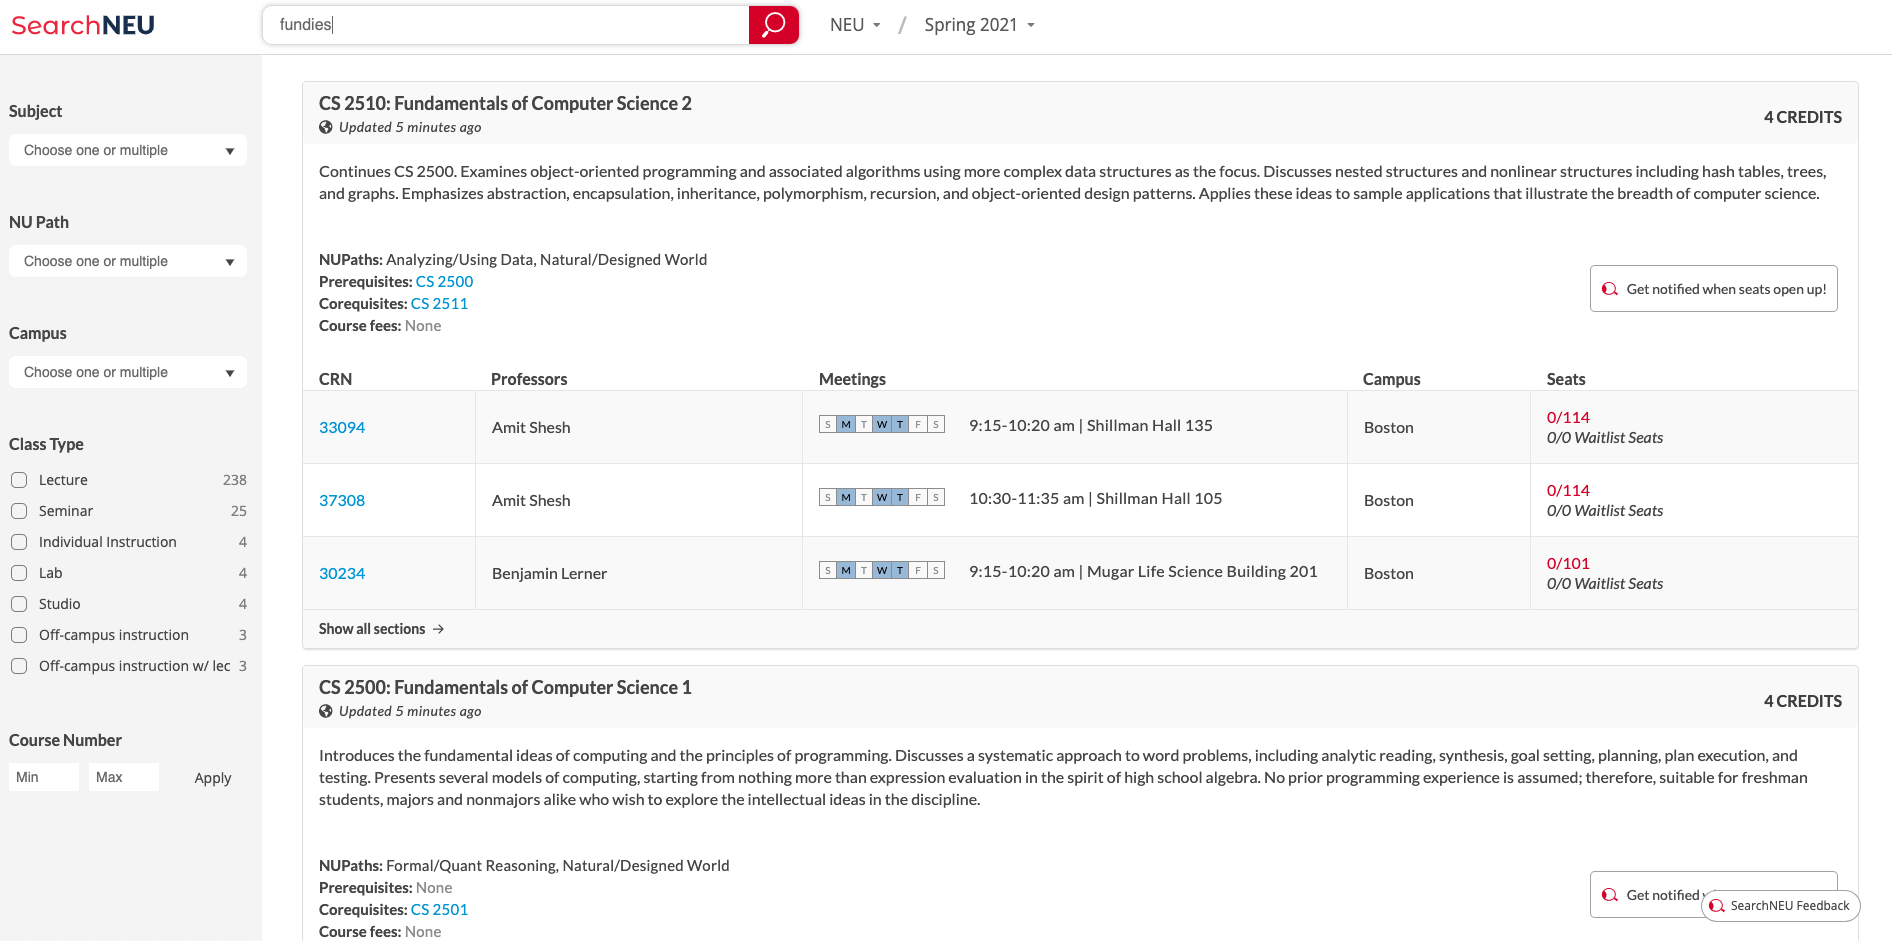 SearchNEU
fundies
NEU / Spring 2021
Subject
Choose one or multiple
NU Path
Choose one or multiple
Campus
Choose one or multiple
Class Type
Lecture 238
Seminar 25
Individual Instruction 4
Lab 4
Studio 4
Off-campus instruction 3
Off-campus instruction w/ lec 3
Course Number
Min Max Apply
CS 2510: Fundamentals of Computer Science 2
Updated 5 minutes ago
4 CREDITS
Continues CS 2500. Examines object-oriented programming and associated algorithms using more complex data structures as the focus. Discusses nested structures and nonlinear structures including hash tables, trees,
and graphs. Emphasizes abstraction, encapsulation, inheritance, polymorphism, recursion, and object-oriented design patterns. Applies these ideas to sample applications that illustrate the breadth of computer science.
NUPaths: Analyzing/Using Data, Natural/Designed World
Prerequisites: CS 2500
Corequisites: CS 2511
Course fees: None
Get notified when seats open up!
CRN Professors Meetings Campus Seats
33094 Amit Shesh S M T W T F S 9:15-10:20 am | Shillman Hall 135 Boston 0/114
0/0 Waitlist Seats
37308 Amit Shesh S M T W T F S 10:30-11:35 am | Shillman Hall 105 Boston 0/114
0/0 Waitlist Seats
30234 Benjamin Lerner S M T W T F S 9:15-10:20 am | Mugar Life Science Building 201 Boston 0/101
0/0 Waitlist Seats
Show all sections →
CS 2500: Fundamentals of Computer Science 1
Updated 5 minutes ago
4 CREDITS
Introduces the fundamental ideas of computing and the principles of programming. Discusses a systematic approach to word problems, including analytic reading, synthesis, goal setting, planning, plan execution, and
testing. Presents several models of computing, starting from nothing more than expression evaluation in the spirit of high school algebra. No prior programming experience is assumed; therefore, suitable for freshman
students, majors and nonmajors alike who wish to explore the intellectual ideas in the discipline.
NUPaths: Formal/Quant Reasoning, Natural/Designed World
Prerequisites: None
Corequisites: CS 2501
Course fees: None
Get notified
SearchNEU Feedback